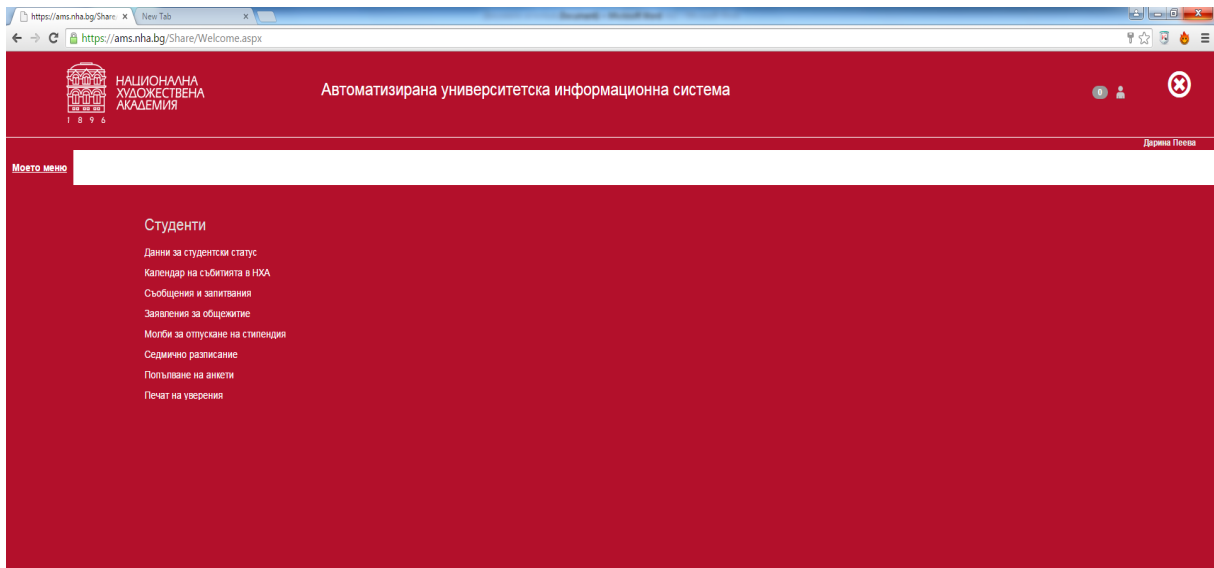 https://ams.nha.bg/Share
New Tab
https://ams.nha.bg/Share/Welcome.aspx
НАЦИОНАЛНА
ХУДОЖЕСТВЕНА
АКАДЕМИЯ
1 8 9 6
Автоматизирана университетска информационна система
0
Дарина Пеева
Моето меню
Студенти
Данни за студентски статус
Календар на събитията в НХА
Съобщения и запитвания
Заявления за общежитие
Молби за отпускане на стипендия
Седмично разписание
Попълване на анкети
Печат на уверения